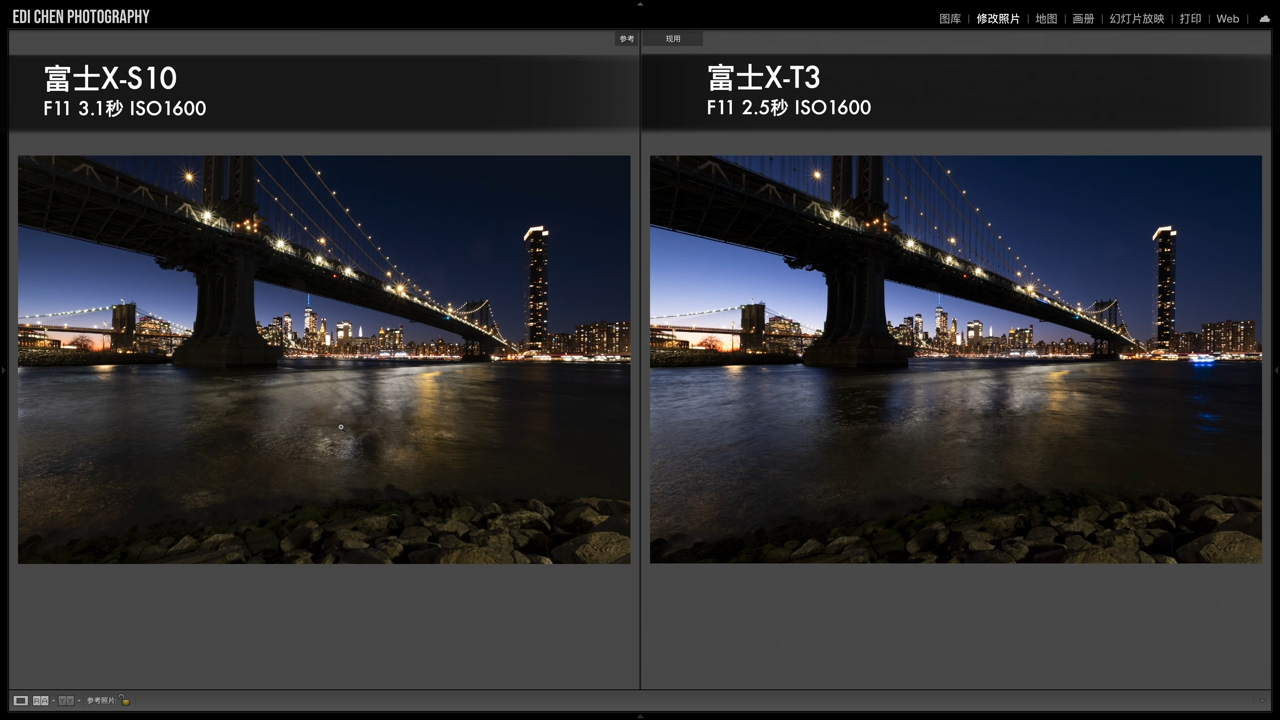 EDI CHEN PHOTOGRAPHY
图库 | 修改照片 | 地图 | 画册 | 幻灯片放映 | 打印 | Web |
参考
现用
富士X-S10
F11 3.1秒 ISO1600
富士X-T3
F11 2.5秒 ISO1600
RA
YY
参考照片: